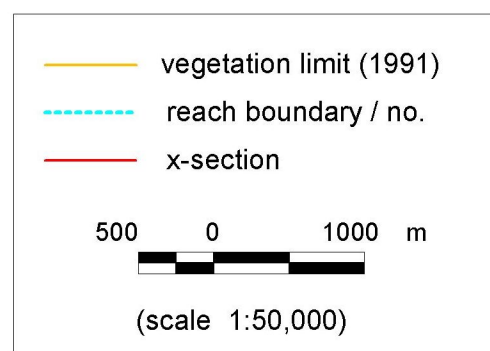 vegetation limit (1991)
reach boundary / no.
x-section
500 0 1000 m
(scale 1:50,000)